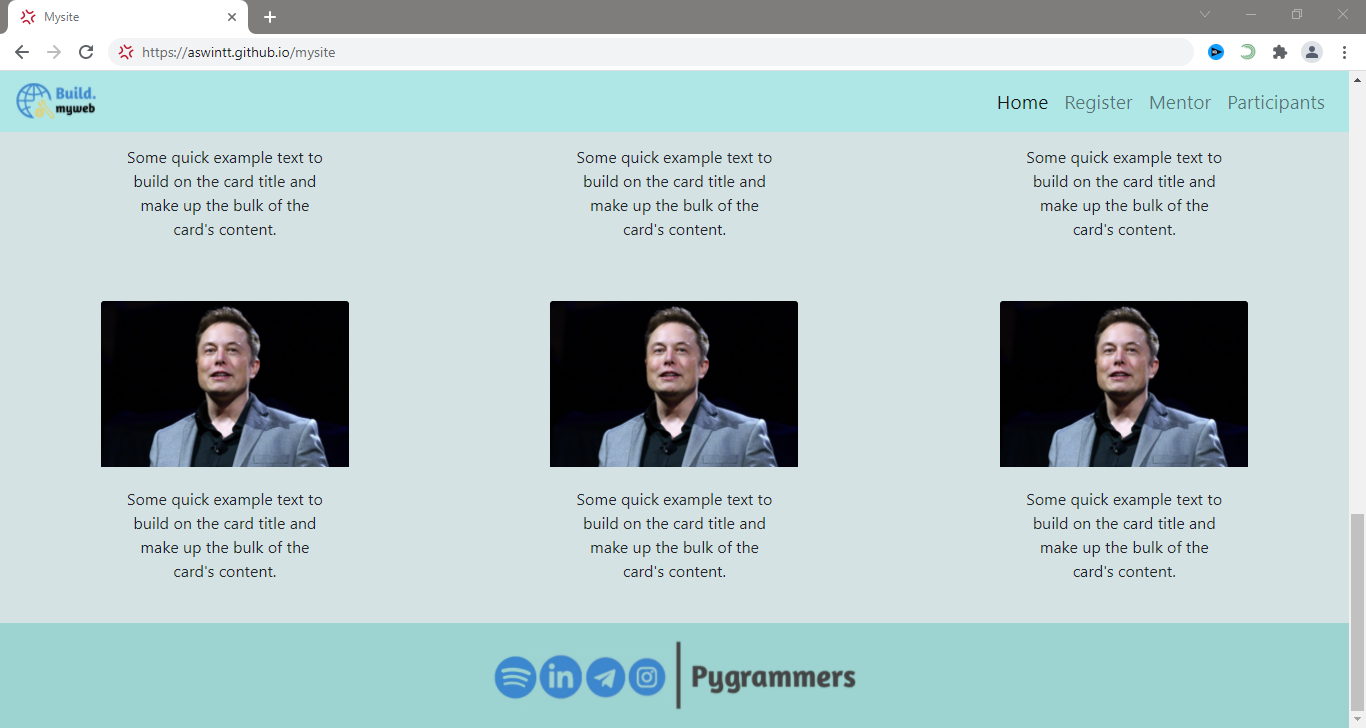 Mysite
https://aswintt.github.io/mysite
Build.
myweb
Home Register Mentor Participants
Some quick example text to
build on the card title and
make up the bulk of the
card's content.
Some quick example text to
build on the card title and
make up the bulk of the
card's content.
Some quick example text to
build on the card title and
make up the bulk of the
card's content.
Some quick example text to
build on the card title and
make up the bulk of the
card's content.
Some quick example text to
build on the card title and
make up the bulk of the
card's content.
Some quick example text to
build on the card title and
make up the bulk of the
card's content.
in
Pygrammers